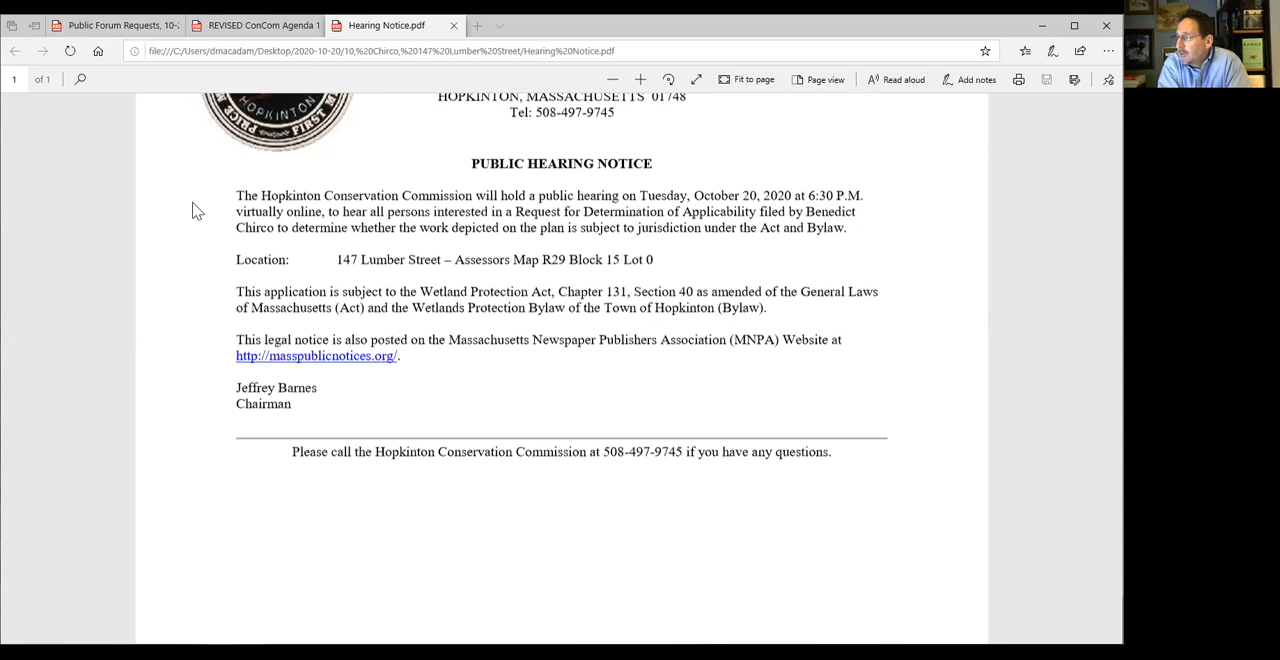 Public Forum Requests, 10-
REVISED ConCom Agenda 1
Hearing Notice.pdf
file:///C:/Users/dmacadam/Desktop/2020-10-20/10,%20Chirco,%20147%20Lumber%20Street/Hearing%20Notice.pdf
1 of 1
Fit to page
Page view
Read aloud
Add notes
HOPKINTON
PRICE FIRST M
HOPKINTON, MASSACHUSETTS 01748
Tel: 508-497-9745
PUBLIC HEARING NOTICE
The Hopkinton Conservation Commission will hold a public hearing on Tuesday, October 20, 2020 at 6:30 P.M.
virtually online, to hear all persons interested in a Request for Determination of Applicability filed by Benedict
Chirco to determine whether the work depicted on the plan is subject to jurisdiction under the Act and Bylaw.
Location: 147 Lumber Street – Assessors Map R29 Block 15 Lot 0
This application is subject to the Wetland Protection Act, Chapter 131, Section 40 as amended of the General Laws
of Massachusetts (Act) and the Wetlands Protection Bylaw of the Town of Hopkinton (Bylaw).
This legal notice is also posted on the Massachusetts Newspaper Publishers Association (MNPA) Website at
http://masspublicnotices.org/.
Jeffrey Barnes
Chairman
Please call the Hopkinton Conservation Commission at 508-497-9745 if you have any questions.
RANGE